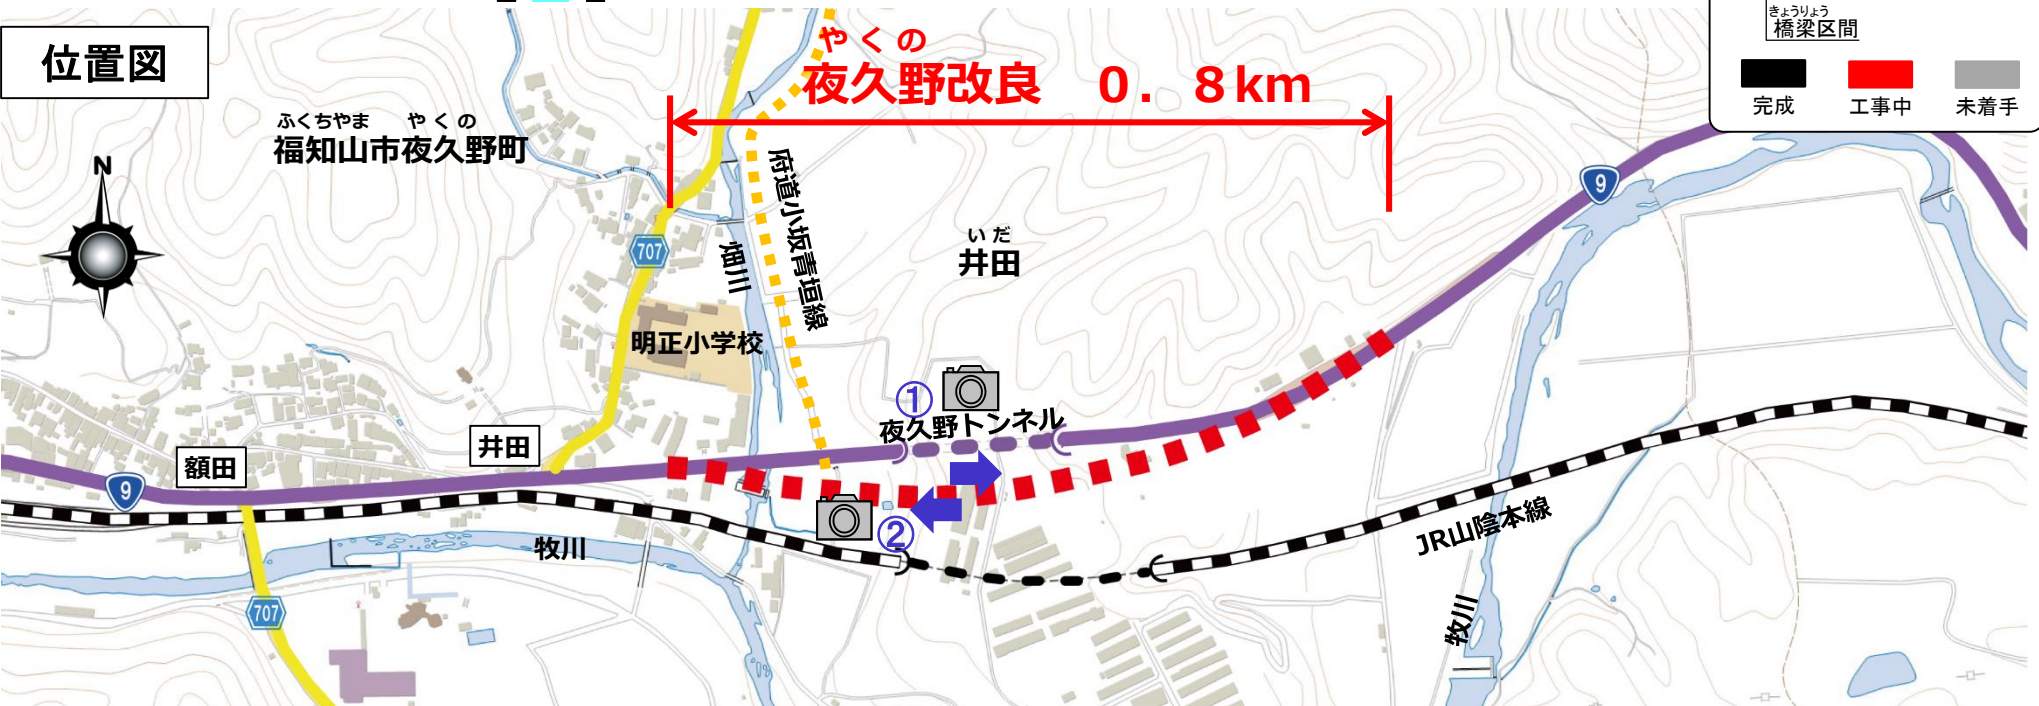 位置図
きょうりょう
橋梁区間
完成
工事中
未着手
やくの
夜久野改良 0.8km
ふくちやま やくの
福知山市夜久野町
N
9
707
府道小坂青垣線
畑川
いだ
井田
明正小学校
①
夜久野トンネル
井田
額田
9
②
牧川
JR山陰本線
707
牧川